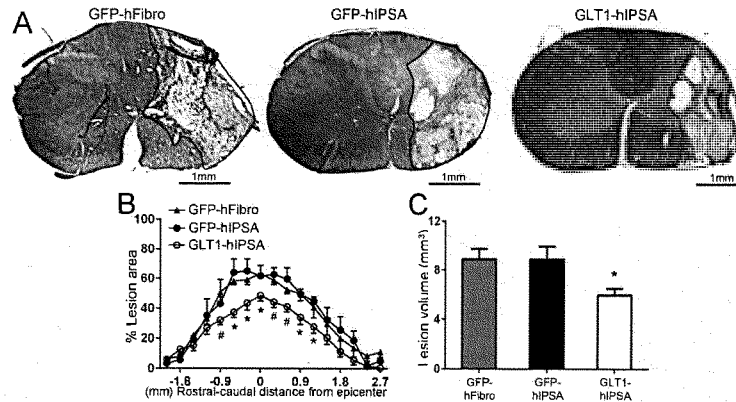 A
GFP-hFibro
GFP-hIPSA
GLT1-hIPSA
1mm
1mm
1mm
B
GFP-hFibro
GFP-hIPSA
GLT1-hIPSA
% Lesion area
100
80
60
40
20
0
# * * * # # * *
-1.8 -0.9 0 0.9 1.8 2.7
(mm) Rostral-caudal distance from epicenter
C
Lesion volume (mm³)
12
8
4
0
*
GFP-hFibro
GFP-hIPSA
GLT1-hIPSA